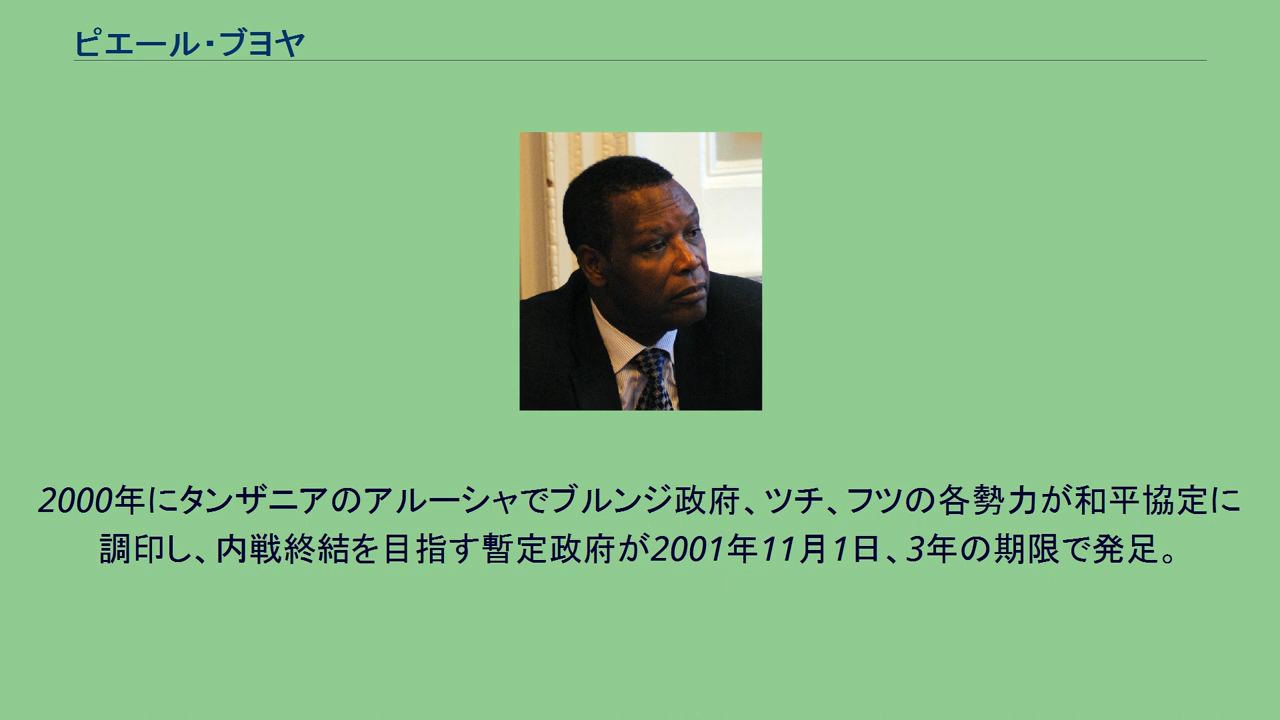 ピエール・ブヨヤ
2000年にタンザニアのアルーシャでブルンジ政府、ツチ、フツの各勢力が和平協定に
調印し、内戦終結を目指す暫定政府が2001年11月1日、3年の期限で発足。